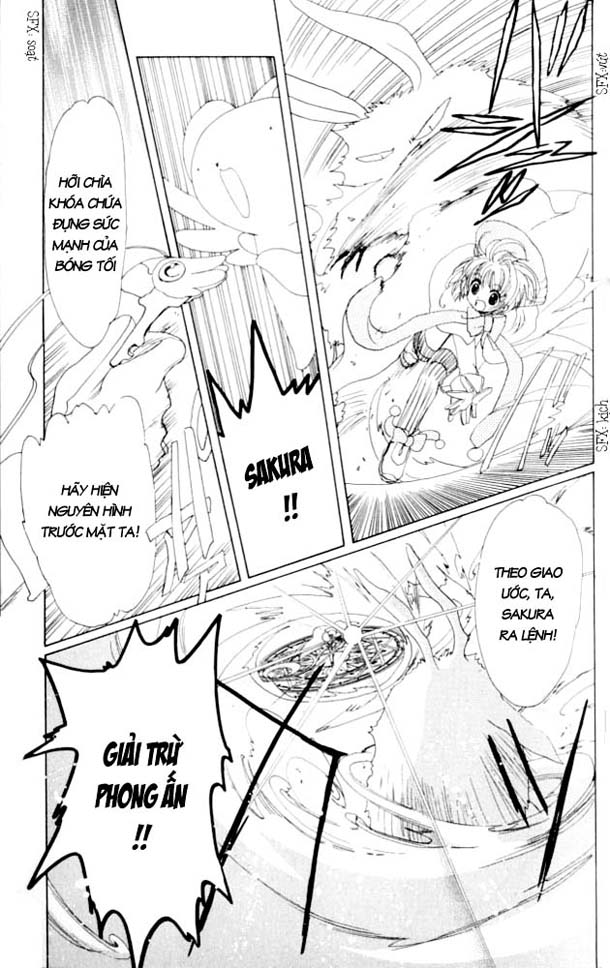 SFX: vút
SFX: kịch
SAKURA
!!
SFX: soạt
HỠI CHÌA
KHÓA CHỨA
ĐỰNG SỨC
MẠNH CỦA
BÓNG TỐI
HÃY HIỆN
NGUYÊN HÌNH
TRƯỚC MẶT TA!
THEO GIAO
ƯỚC, TA,
SAKURA
RA LỆNH!
GIẢI TRỪ
PHONG ẤN
!!